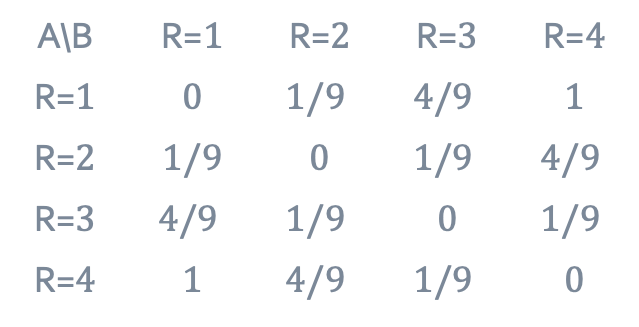 A\B R=1 R=2 R=3 R=4
R=1 0 1/9 4/9 1
R=2 1/9 0 1/9 4/9
R=3 4/9 1/9 0 1/9
R=4 1 4/9 1/9 0